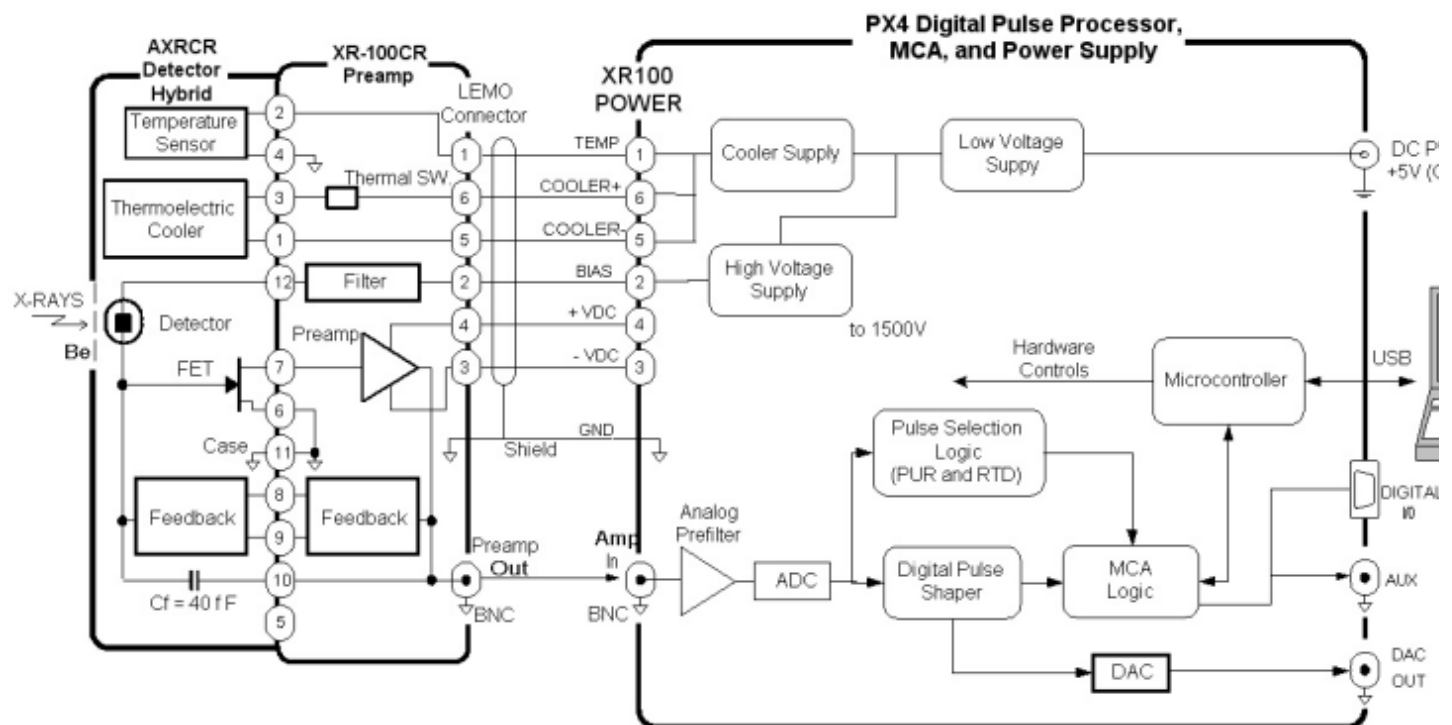 PX4 Digital Pulse Processor,
MCA, and Power Supply
AXRCR
Detector
Hybrid
XR-100CR
Preamp
LEMO
Connector
XR100
POWER
Temperature
Sensor
2
4
Thermoelectric
Cooler
3
1
Thermal SW
12
Filter
1
6
5
2
4
3
TEMP
COOLER+
COOLER-
BIAS
+ VDC
- VDC
GND
Shield
1
6
5
2
4
3
Cooler Supply
Low Voltage
Suppy
High Voltage
Supply
to 1500V
DC P
+5V (
X-RAYS
Be
Detector
FET
Preamp
7
6
Case
11
8
9
Feedback
Feedback
10
Cf = 40 f F
5
Preamp
Out
BNC
Amp
In
BNC
Analog
Prefilter
ADC
Pulse Selection
Logic
(PUR and RTD)
Digital Pulse
Shaper
MCA
Logic
Hardware
Controls
Microcontroller
USB
DIGITAL
I/O
AUX
DAC
DAC
OUT